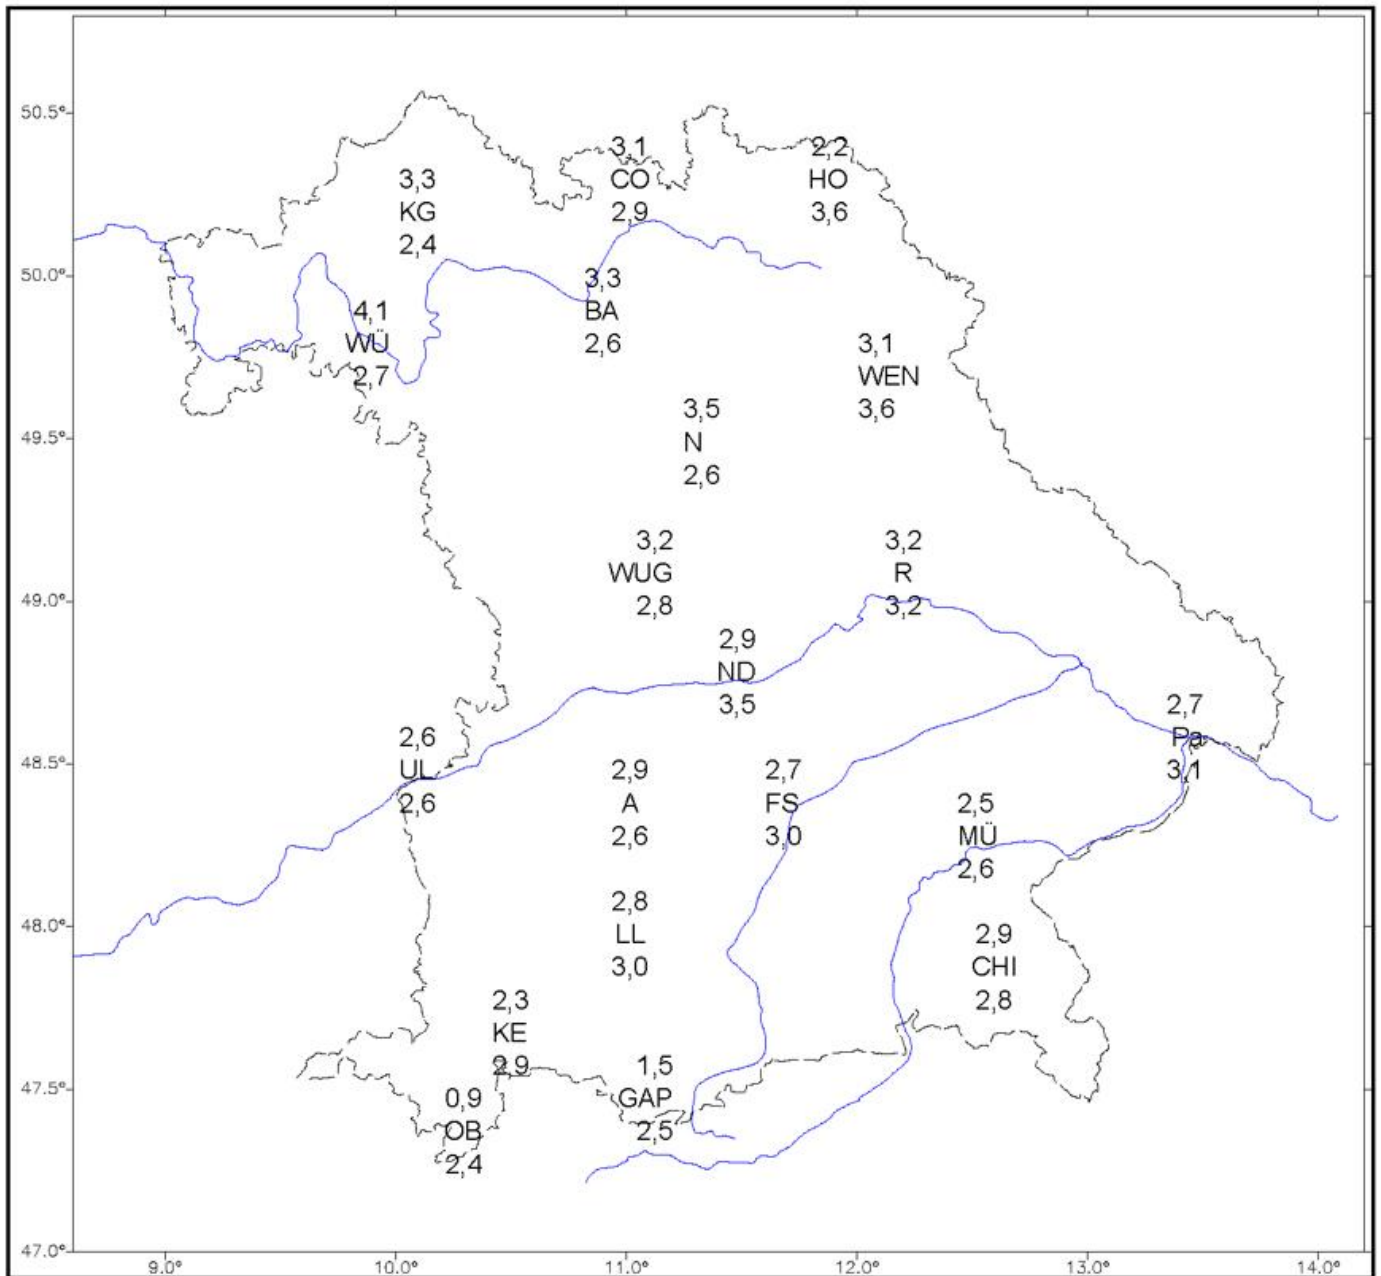 50.5°
3,1
2,2
3,3
CO
HO
KG
2,9
3,6
2,4
50.0°
3,3
4,1
BA
WÜ
2,6
3,1
2,7
WEN
3,5
3,6
49.5°
N
2,6
3,2
3,2
WUG
R
49.0°
2,8
3,2
2,9
ND
3,5
2,7
2,6
Pa
48.5°
UL
2,9
2,7
3,1
2,6
A
FS
2,5
2,6
3,0
MÜ
2,6
2,8
48.0°
LL
2,9
3,0
CHI
2,3
2,8
KE
2,9
1,5
47.5°
0,9
GAP
OB
2,5
2,4
47.0°
9.0° 10.0° 11.0° 12.0° 13.0° 14.0°